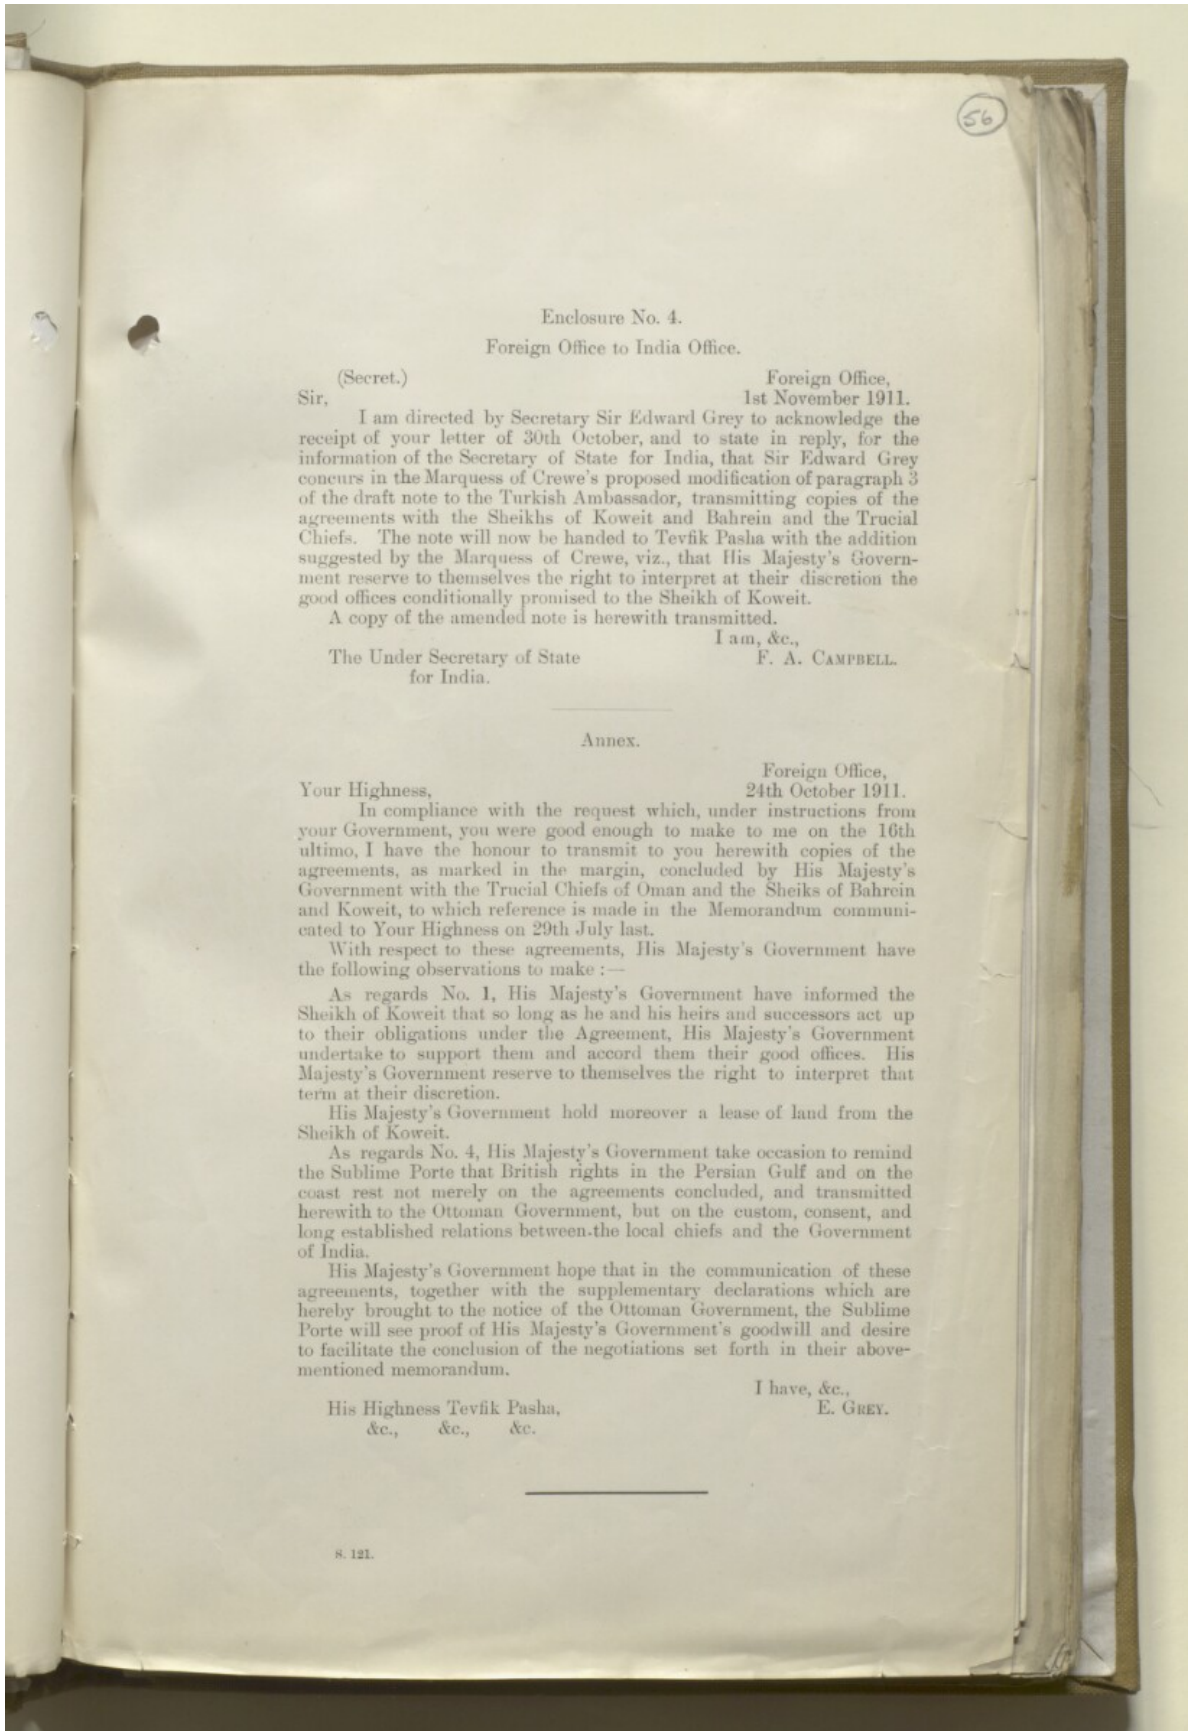 56
Enclosure No. 4.
Foreign Office to India Office.
(Secret.) Foreign Office,
Sir, 1st November 1911.
I am directed by Secretary Sir Edward Grey to acknowledge the
receipt of your letter of 30th October, and to state in reply, for the
information of the Secretary of State for India, that Sir Edward Grey
concurs in the Marquess of Crewe's proposed modification of paragraph 3
of the draft note to the Turkish Ambassador, transmitting copies of the
agreements with the Sheikhs of Koweit and Bahrein and the Trucial
Chiefs. The note will now be handed to Tevfik Pasha with the addition
suggested by the Marquess of Crewe, viz., that His Majesty's Govern-
ment reserve to themselves the right to interpret at their discretion the
good offices conditionally promised to the Sheikh of Koweit.
A copy of the amended note is herewith transmitted.
I am, &c.,
The Under Secretary of State F. A. CAMPBELL.
for India.
Annex.
Foreign Office,
Your Highness, 24th October 1911.
In compliance with the request which, under instructions from
your Government, you were good enough to make to me on the 16th
ultimo, I have the honour to transmit to you herewith copies of the
agreements, as marked in the margin, concluded by His Majesty's
Government with the Trucial Chiefs of Oman and the Sheiks of Bahrein
and Koweit, to which reference is made in the Memorandum communi-
cated to Your Highness on 29th July last.
With respect to these agreements, His Majesty's Government have
the following observations to make :—
As regards No. 1, His Majesty's Government have informed the
Sheikh of Koweit that so long as he and his heirs and successors act up
to their obligations under the Agreement, His Majesty's Government
undertake to support them and accord them their good offices. His
Majesty's Government reserve to themselves the right to interpret that
term at their discretion.
His Majesty's Government hold moreover a lease of land from the
Sheikh of Koweit.
As regards No. 4, His Majesty's Government take occasion to remind
the Sublime Porte that British rights in the Persian Gulf and on the
coast rest not merely on the agreements concluded, and transmitted
herewith to the Ottoman Government, but on the custom, consent, and
long established relations between the local chiefs and the Government
of India.
His Majesty's Government hope that in the communication of these
agreements, together with the supplementary declarations which are
hereby brought to the notice of the Ottoman Government, the Sublime
Porte will see proof of His Majesty's Government's goodwill and desire
to facilitate the conclusion of the negotiations set forth in their above-
mentioned memorandum.
I have, &c.,
His Highness Tevfik Pasha, E. GREY.
&c., &c., &c.
S. 121.